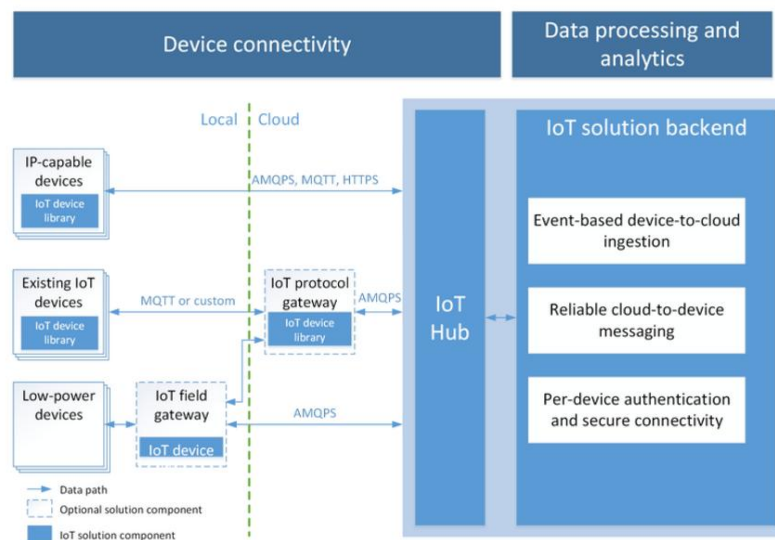 Device connectivity
Data processing and
analytics
Local
Cloud
IoT solution backend
IP-capable
devices
IoT device
library
AMQPS, MQTT, HTTPS
Existing IoT
devices
IoT device
library
MQTT or custom
IoT protocol
gateway
IoT device
library
AMQPS
Low-power
devices
IoT field
gateway
IoT device
AMQPS
IoT
Hub
Event-based device-to-cloud
ingestion
Reliable cloud-to-device
messaging
Per-device authentication
and secure connectivity
Data path
Optional solution component
IoT solution component